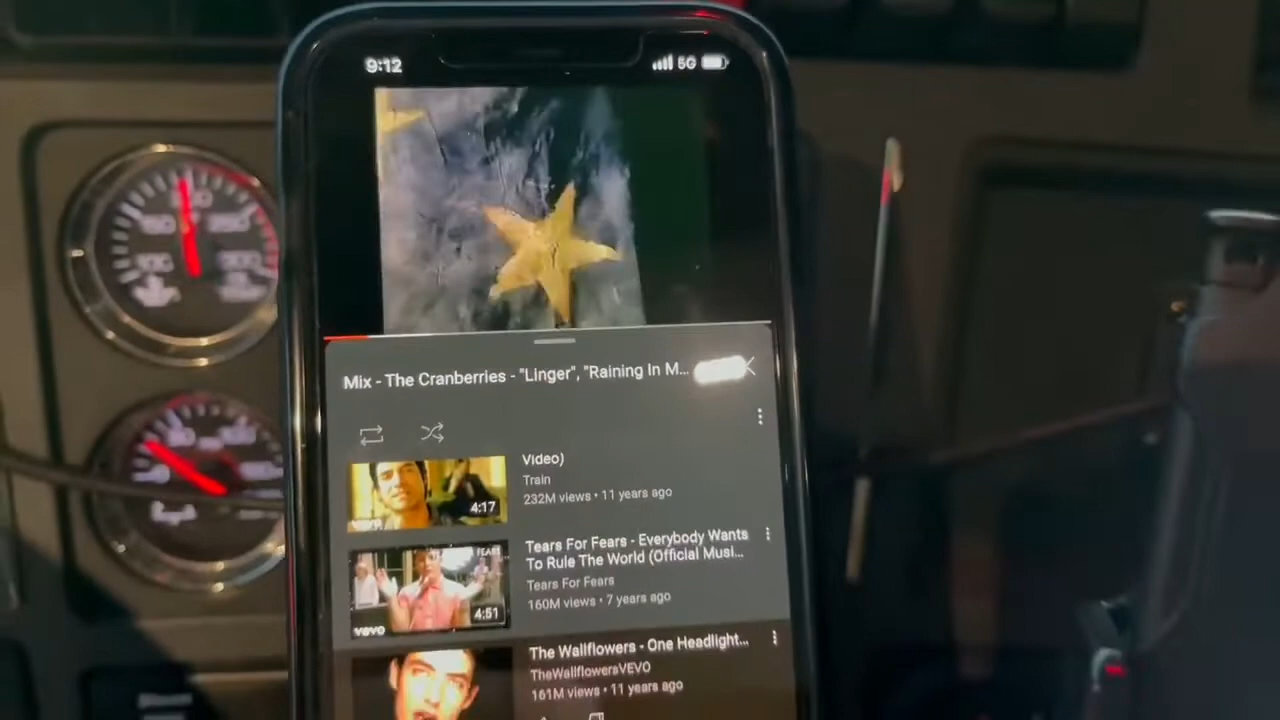 9:12
5G
Mix - The Cranberries - "Linger", "Raining In M...
Video)
Train
232M views • 11 years ago
4:17
Tears For Fears - Everybody Wants
To Rule The World (Official Musi...
Tears For Fears
160M views • 7 years ago
4:51
vevo
The Wallflowers - One Headlight...
TheWallflowersVEVO
161M views • 11 years ago